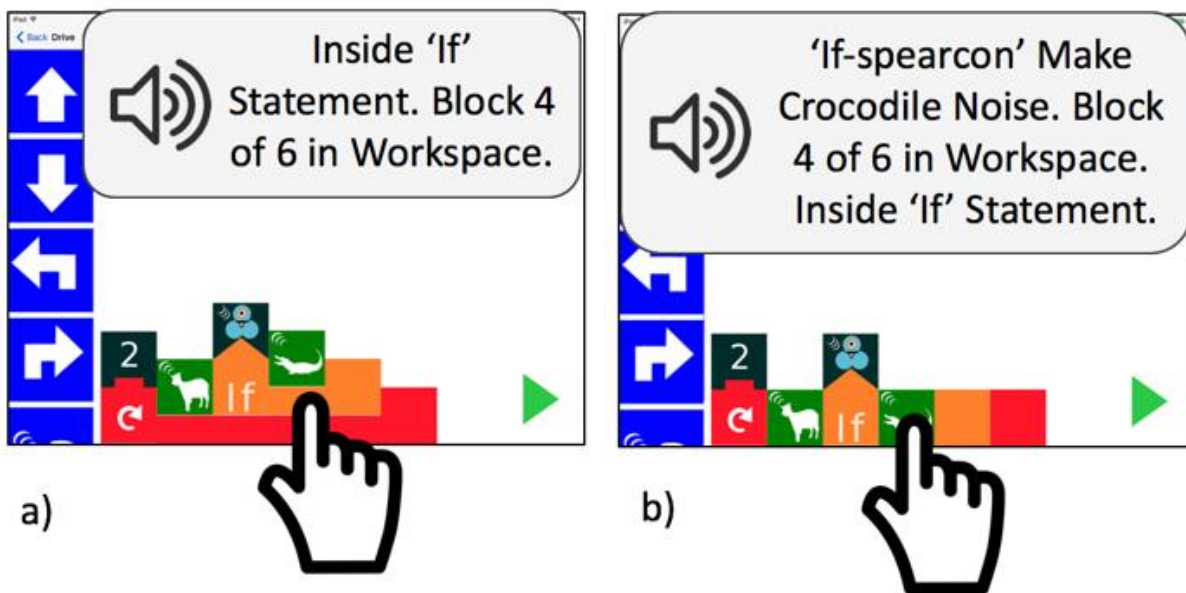 iPad
Back Drive
Inside ‘If’
Statement. Block 4
of 6 in Workspace.
2
If
a)
‘If-spearcon’ Make
Crocodile Noise. Block
4 of 6 in Workspace.
Inside ‘If’ Statement.
2
If
b)